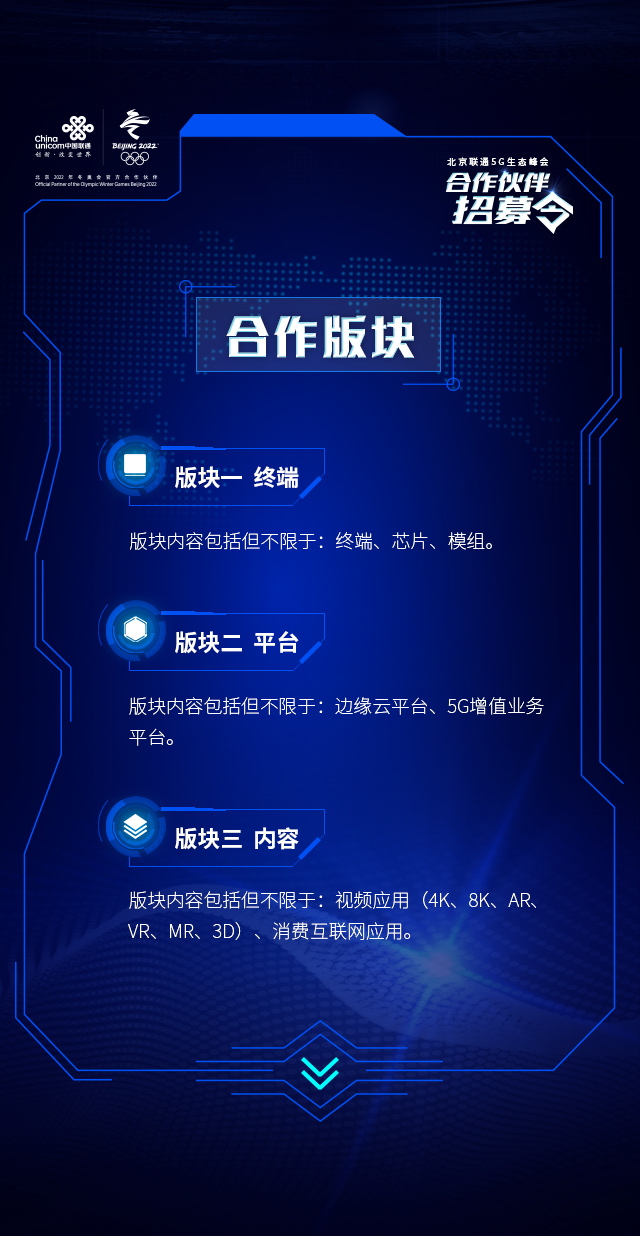 China
unicom中国联通
创新·改变世界
BEIJING 2022
北京2022年冬奥会官方合作伙伴
Official Partner of the Olympic Winter Games Beijing 2022
北京联通5G生态峰会
合作伙伴
招募令
合作版块
版块一 终端
版块内容包括但不限于：终端、芯片、模组。
版块二 平台
版块内容包括但不限于：边缘云平台、5G增值业务
平台。
版块三 内容
版块内容包括但不限于：视频应用（4K、8K、AR、
VR、MR、3D）、消费互联网应用。